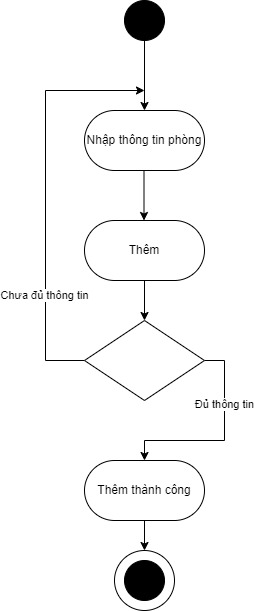 Nhập thông tin phòng
Thêm
Chưa đủ thông tin
Đủ thông tin
Thêm thành công